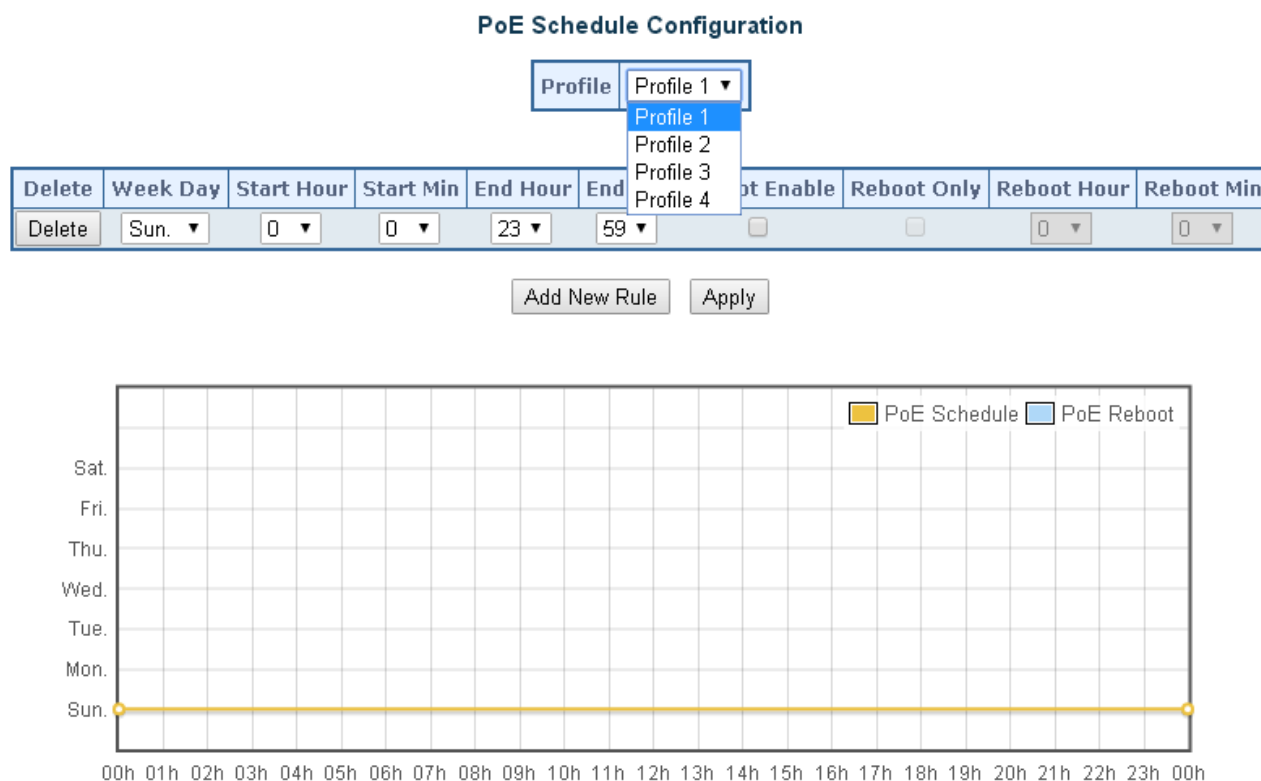 PoE Schedule Configuration
Profile Profile 1
Profile 1
Profile 2
Profile 3
Profile 4
Delete Week Day Start Hour Start Min End Hour End ot Enable Reboot Only Reboot Hour Reboot Min
Delete Sun. 0 0 23 59 0 0
Add New Rule Apply
PoE Schedule PoE Reboot
Sat.
Fri.
Thu.
Wed.
Tue.
Mon.
Sun.
00h 01h 02h 03h 04h 05h 06h 07h 08h 09h 10h 11h 12h 13h 14h 15h 16h 17h 18h 19h 20h 21h 22h 23h 00h